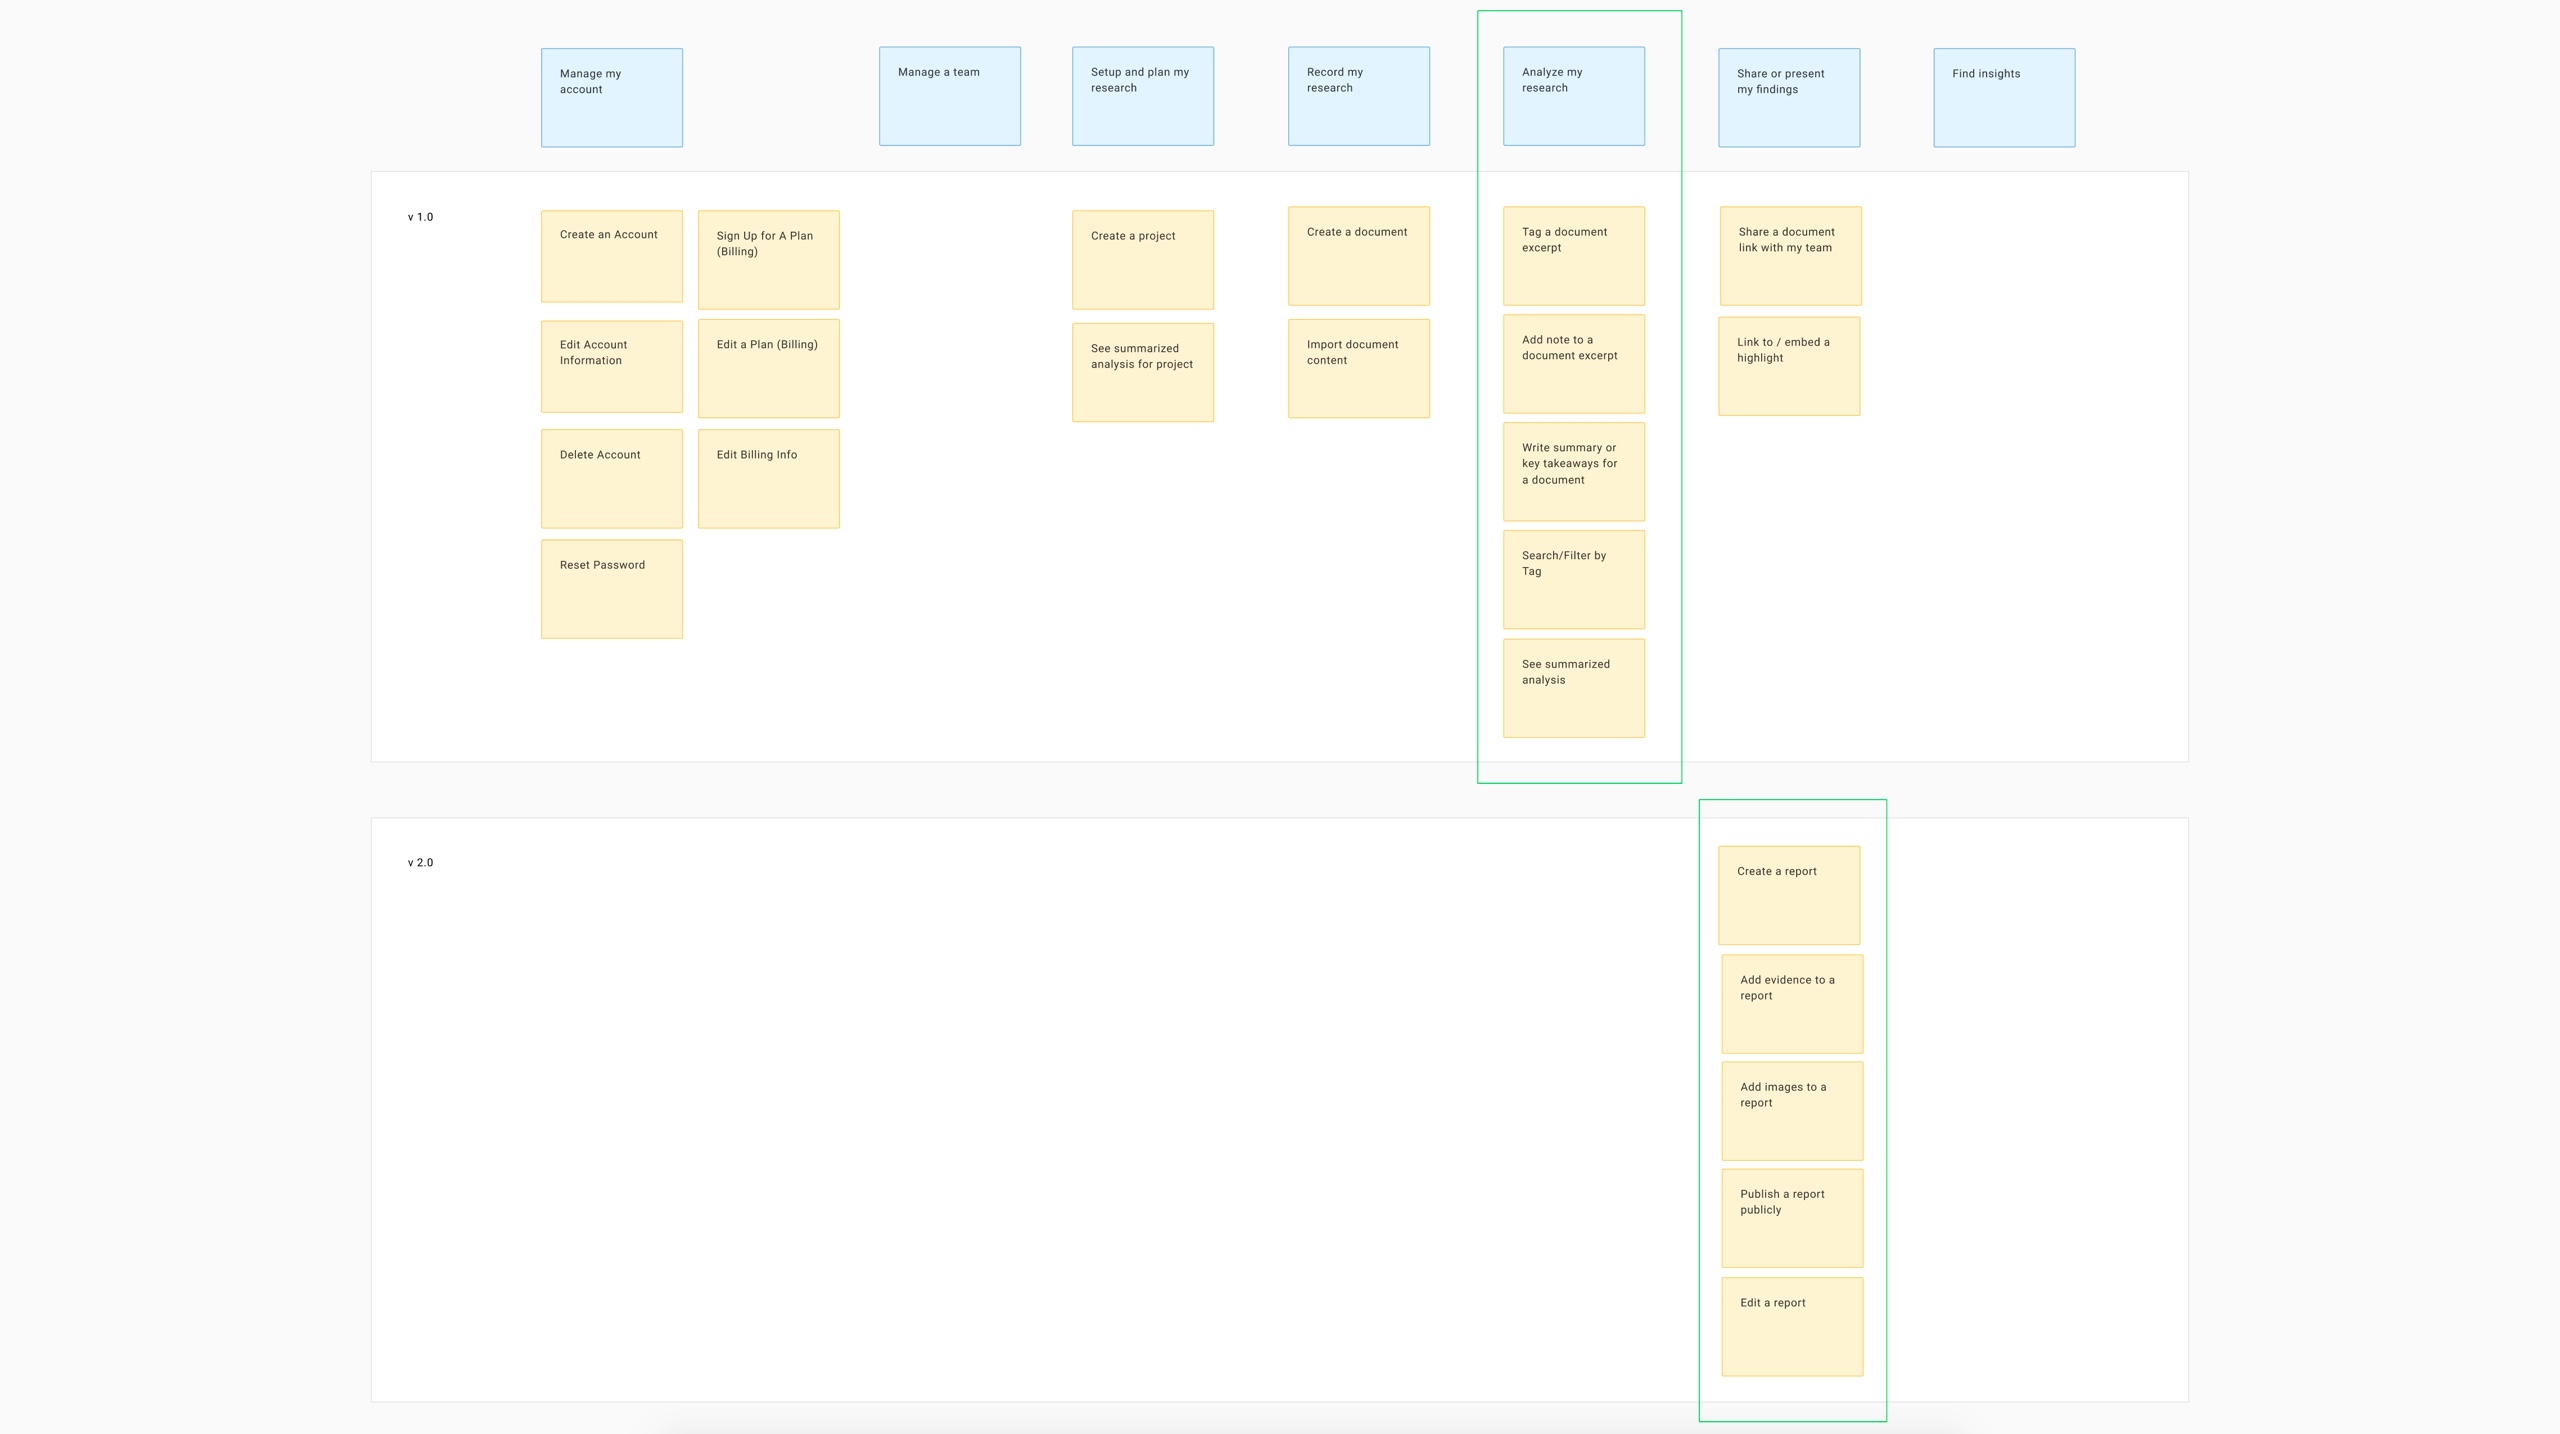 Manage my
account
Manage a team
Setup and plan my
research
Record my
research
Analyze my
research
Share or present
my findings
Find insights
v 1.0
Create an Account
Sign Up for A Plan
(Billing)
Create a project
Create a document
Tag a document
excerpt
Share a document
link with my team
Edit Account
Information
Edit a Plan (Billing)
See summarized
analysis for project
Import document
content
Add note to a
document excerpt
Link to / embed a
highlight
Delete Account
Edit Billing Info
Write summary or
key takeaways for
a document
Reset Password
Search/Filter by
Tag
See summarized
analysis
v 2.0
Create a report
Add evidence to a
report
Add images to a
report
Publish a report
publicly
Edit a report